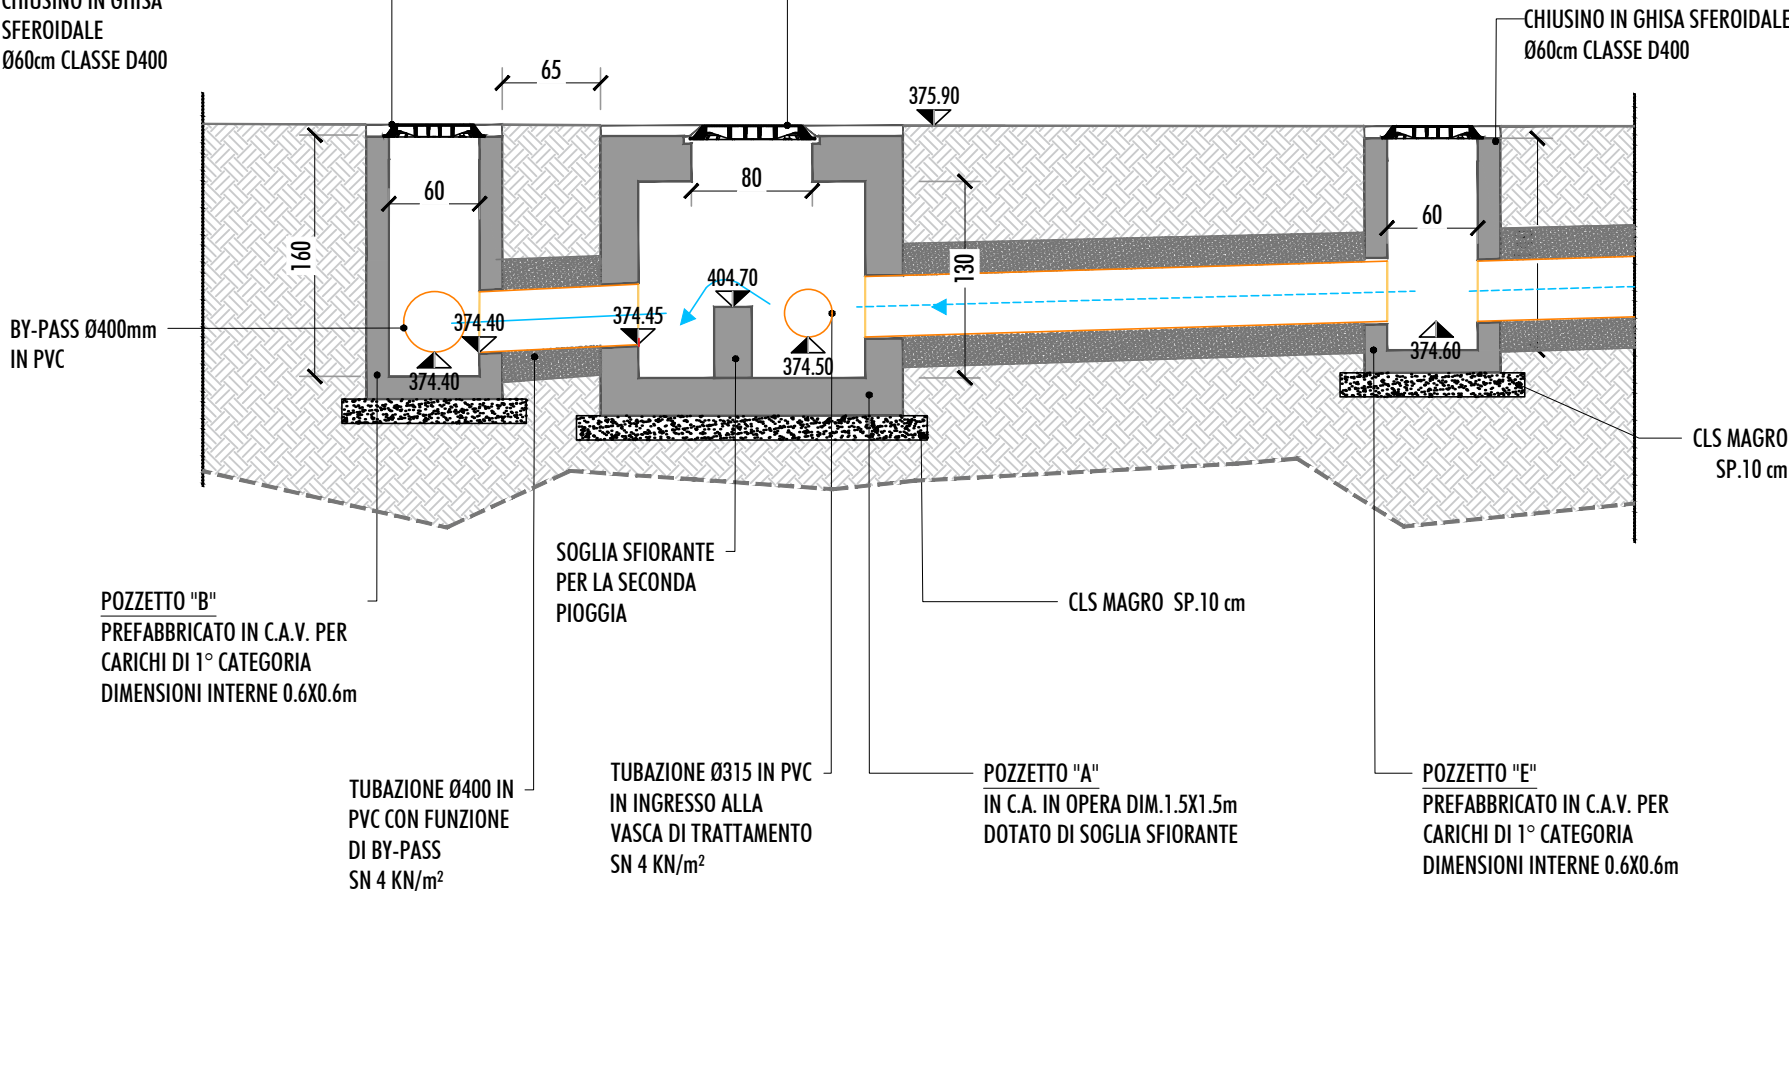 CHIUSINO IN GHISA
SFEROIDALE
Ø60cm CLASSE D400
CHIUSINO IN GHISA SFEROIDALE
Ø60cm CLASSE D400
65
375.90
60
80
60
160
130
404.70
BY-PASS Ø400mm
IN PVC
374.40
374.45
374.40
374.50
374.60
CLS MAGRO
SP.10 cm
SOGLIA SFIORANTE
PER LA SECONDA
PIOGGIA
CLS MAGRO SP.10 cm
POZZETTO "B"
PREFABBRICATO IN C.A.V. PER
CARICHI DI 1° CATEGORIA
DIMENSIONI INTERNE 0.6X0.6m
TUBAZIONE Ø400 IN
PVC CON FUNZIONE
DI BY-PASS
SN 4 KN/m²
TUBAZIONE Ø315 IN PVC
IN INGRESSO ALLA
VASCA DI TRATTAMENTO
SN 4 KN/m²
POZZETTO "A"
IN C.A. IN OPERA DIM.1.5X1.5m
DOTATO DI SOGLIA SFIORANTE
POZZETTO "E"
PREFABBRICATO IN C.A.V. PER
CARICHI DI 1° CATEGORIA
DIMENSIONI INTERNE 0.6X0.6m